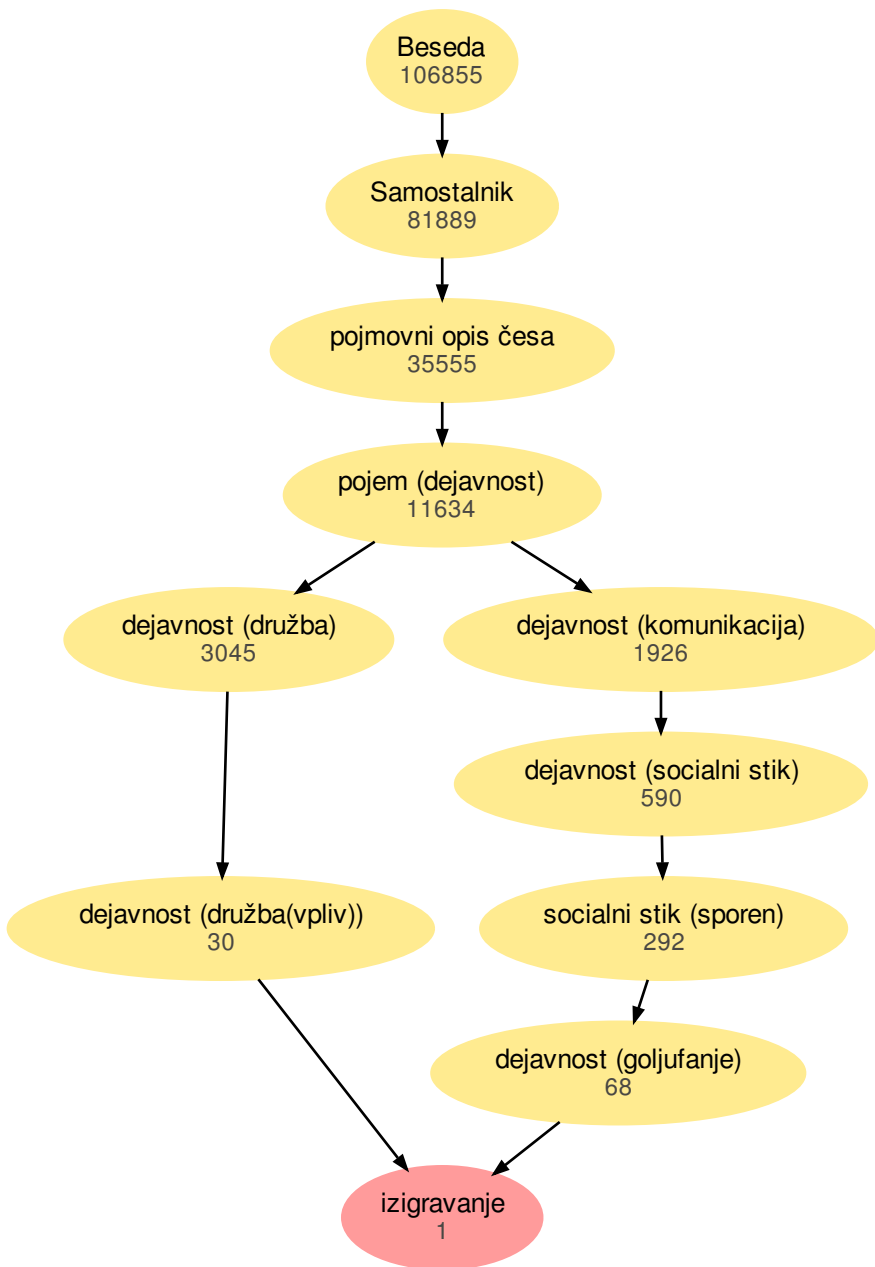 Beseda
106855
Samostalnik
81889
pojmovni opis česa
35555
pojem (dejavnost)
11634
dejavnost (družba)
3045
dejavnost (komunikacija)
1926
dejavnost (socialni stik)
590
dejavnost (družba(vpliv))
30
socialni stik (sporen)
292
dejavnost (goljufanje)
68
izigravanje
1